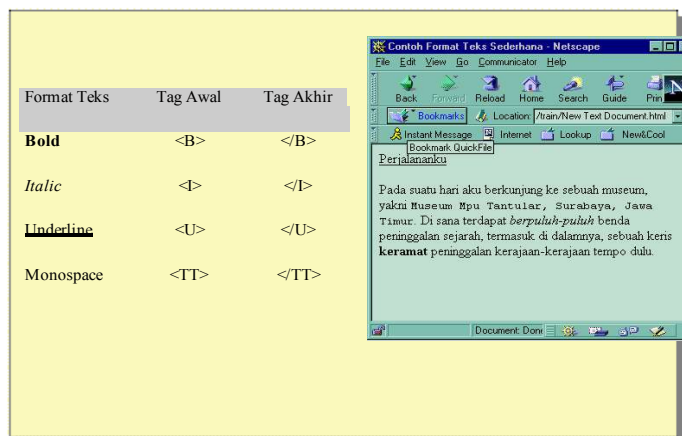 Format Teks Tag Awal Tag Akhir
Bold <B> </B>
Italic <I> </I>
Underline <U> </U>
Monospace <TT> </TT>
Contoh Format Teks Sederhana - Netscape
File Edit View Go Communicator Help
Back Forward Reload Home Search Guide Prin
Bookmarks Location: /train/New Text Document.html
Instant Message Internet Lookup New&Cool
Bookmark QuickFile
Perjalananku
Pada suatu hari aku berkunjung ke sebuah museum,
yakni Museum Mpu Tantular, Surabaya, Jawa
Timur. Di sana terdapat berpuluh-puluh benda
peninggalan sejarah, termasuk di dalamnya, sebuah keris
keramat peninggalan kerajaan-kerajaan tempo dulu.
Document: Done